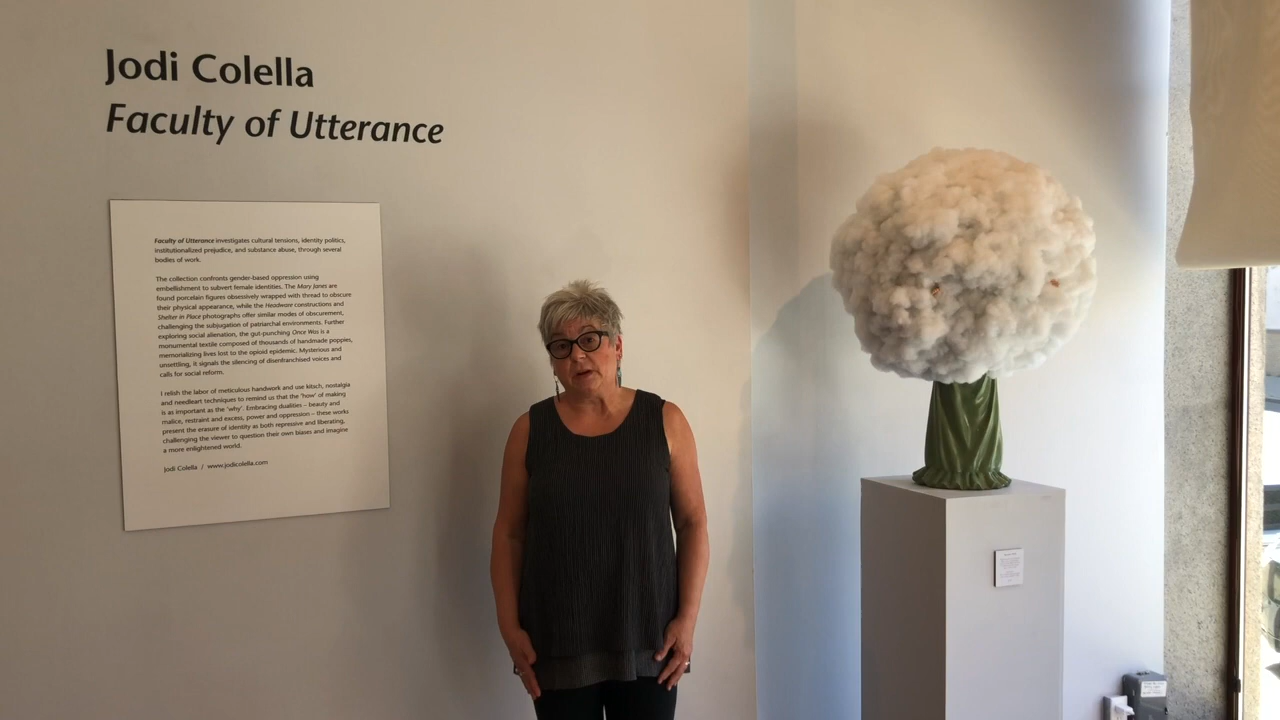 Jodi Colella
Faculty of Utterance
Faculty of Utterance investigates cultural tensions, identity politics,
institutionalized prejudice, and substance abuse, through several
bodies of work.
The collection confronts gender-based oppression using
embellishment to subvert female identities. The Mary Janes are
found porcelain figures obsessively wrapped with thread to obscure
their physical appearance, while the Headware constructions and
Shelter in Place photographs offer similar modes of obscurement,
challenging the subjugation of patriarchal environments. Further
exploring social alienation, the gut-punching Once Was is a
monumental textile composed of thousands of handmade poppies,
memorializing lives lost to the opioid epidemic. Mysterious and
unsettling, it signals the silencing of disenfranchised voices and
calls for social reform.
I relish the labor of meticulous handwork and use kitsch, nostalgia
and needleart techniques to remind us that the 'how' of making
is as important as the 'why'. Embracing dualities – beauty and
malice, restraint and excess, power and oppression – these works
present the erasure of identity as both repressive and liberating,
challenging the viewer to question their own biases and imagine
a more enlightened world.
Jodi Colella / www.jodicolella.com